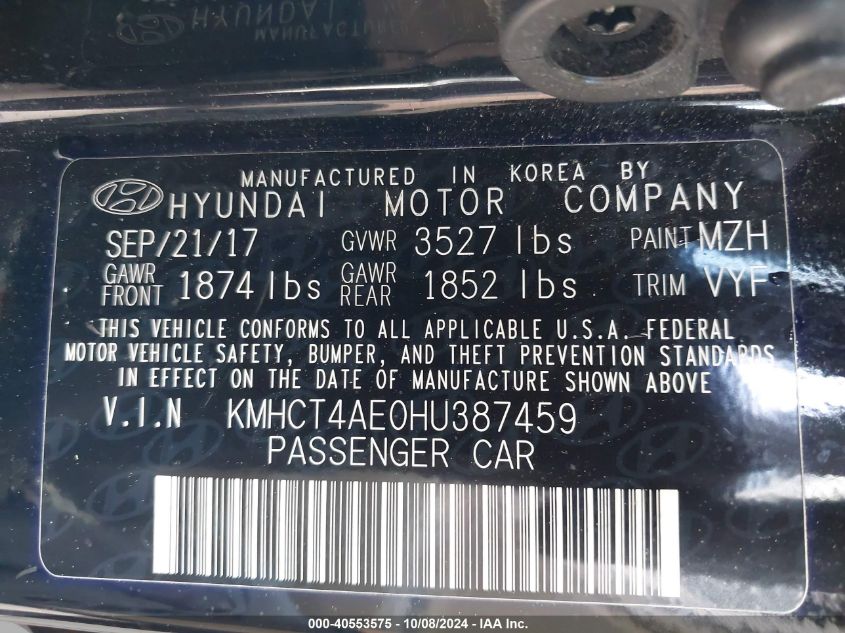 MANUFACTURED IN KOREA BY
HYUNDAI MOTOR COMPANY
SEP/21/17 GVWR 3527 lbs PAINT MZH
GAWR FRONT 1874 lbs GAWR REAR 1852 lbs TRIM VYF
THIS VEHICLE CONFORMS TO ALL APPLICABLE U.S.A. FEDERAL
MOTOR VEHICLE SAFETY, BUMPER, AND THEFT PREVENTION STANDARDS
IN EFFECT ON THE DATE OF MANUFACTURE SHOWN ABOVE
V.I.N KMHCT4AE0HU387459
PASSENGER CAR
000-40553575 - 10/08/2024 - IAA Inc.